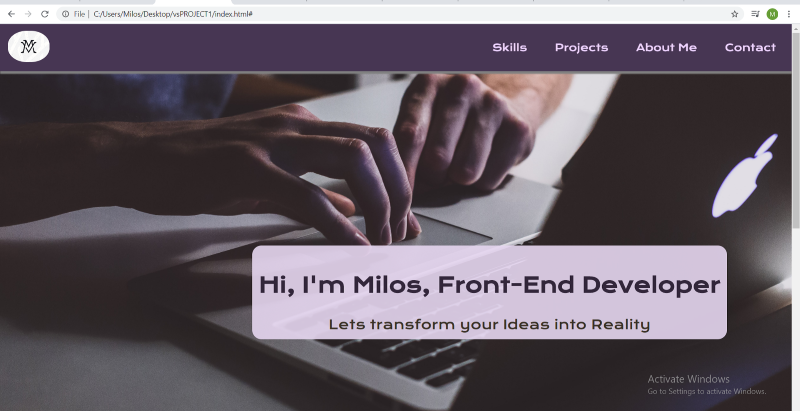 File | C:/Users/Milos/Desktop/vsPROJECT1/index.html#
M
M
Skills Projects About Me Contact
Hi, I'm Milos, Front-End Developer
Lets transform your Ideas into Reality
Activate Windows
Go to Settings to activate Windows.